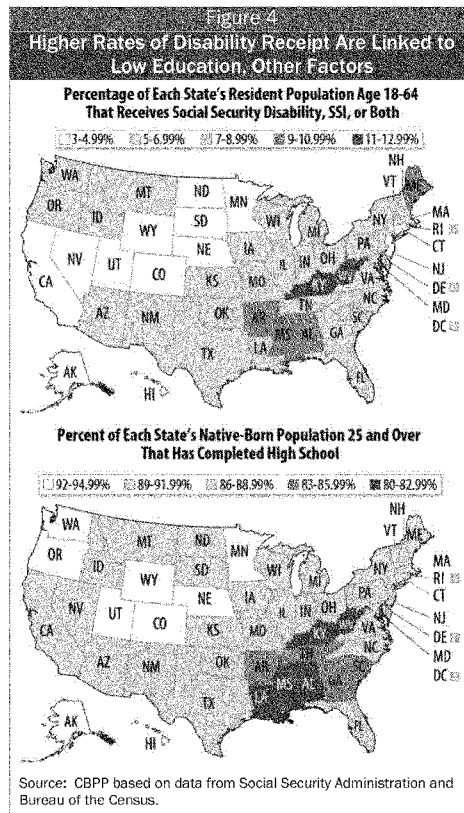 Figure 4
Higher Rates of Disability Receipt Are Linked to
Low Education, Other Factors
Percentage of Each State's Resident Population Age 18-64
That Receives Social Security Disability, SSI, or Both
3-4.99% 5-6.99% 7-8.99% 9-10.99% 11-12.99%
NH
WA MT ND MN VT ME
OR ID SD WI MI NY MA
WY RI
NE IA PA CT
NV UT CO IL IN OH NJ
CA KS MO KY VA DE
AZ NM OK AR TN NC MD
MS AL GA SC DC
TX LA
AK HI FL
Percent of Each State's Native-Born Population 25 and Over
That Has Completed High School
92-94.99% 89-91.99% 86-88.99% 83-85.99% 80-82.99%
NH
WA MT ND MN VT ME
OR ID SD WI MI NY MA
WY RI
NE IA PA CT
NV UT CO IL IN OH NJ
CA KS MO KY VA DE
AZ NM OK AR NC MD
MS AL GA SC DC
TX LA
AK HI FL
Source: CBPP based on data from Social Security Administration and
Bureau of the Census.